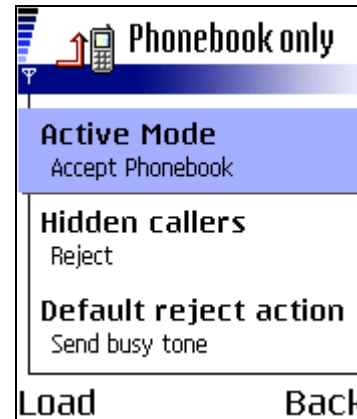 Phonebook only
Active Mode
Accept Phonebook
Hidden callers
Reject
Default reject action
Send busy tone
Load Back